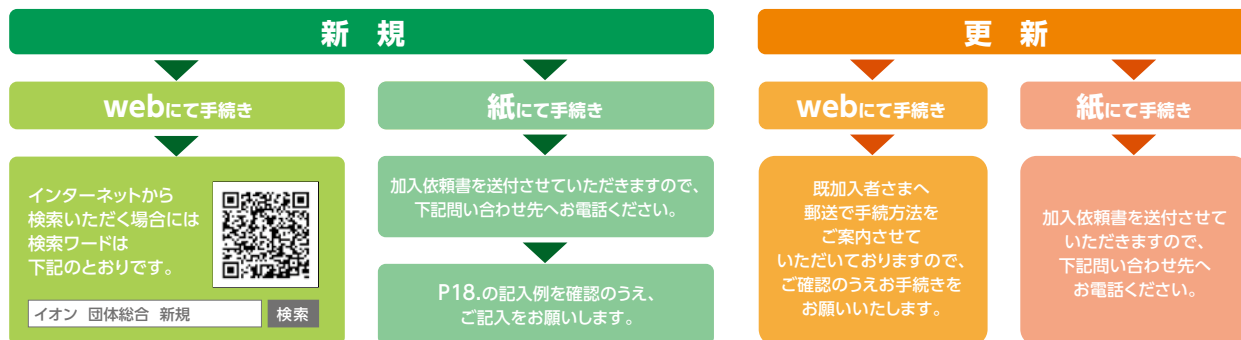 新 規
webにて手続き
インターネットから
検索いただく場合には
検索ワードは
下記のとおりです。
イオン 団体総合 新規
検索
紙にて手続き
加入依頼書を送付させていただきますので、
下記問い合わせ先へお電話ください。
P18.の記入例を確認のうえ、
ご記入をお願いします。
更 新
webにて手続き
既加入者さまへ
郵送で手続方法を
ご案内させて
いただいておりますので、
ご確認のうえお手続きを
お願いいたします。
紙にて手続き
加入依頼書を送付させて
いただきますので、
下記問い合わせ先へ
お電話ください。